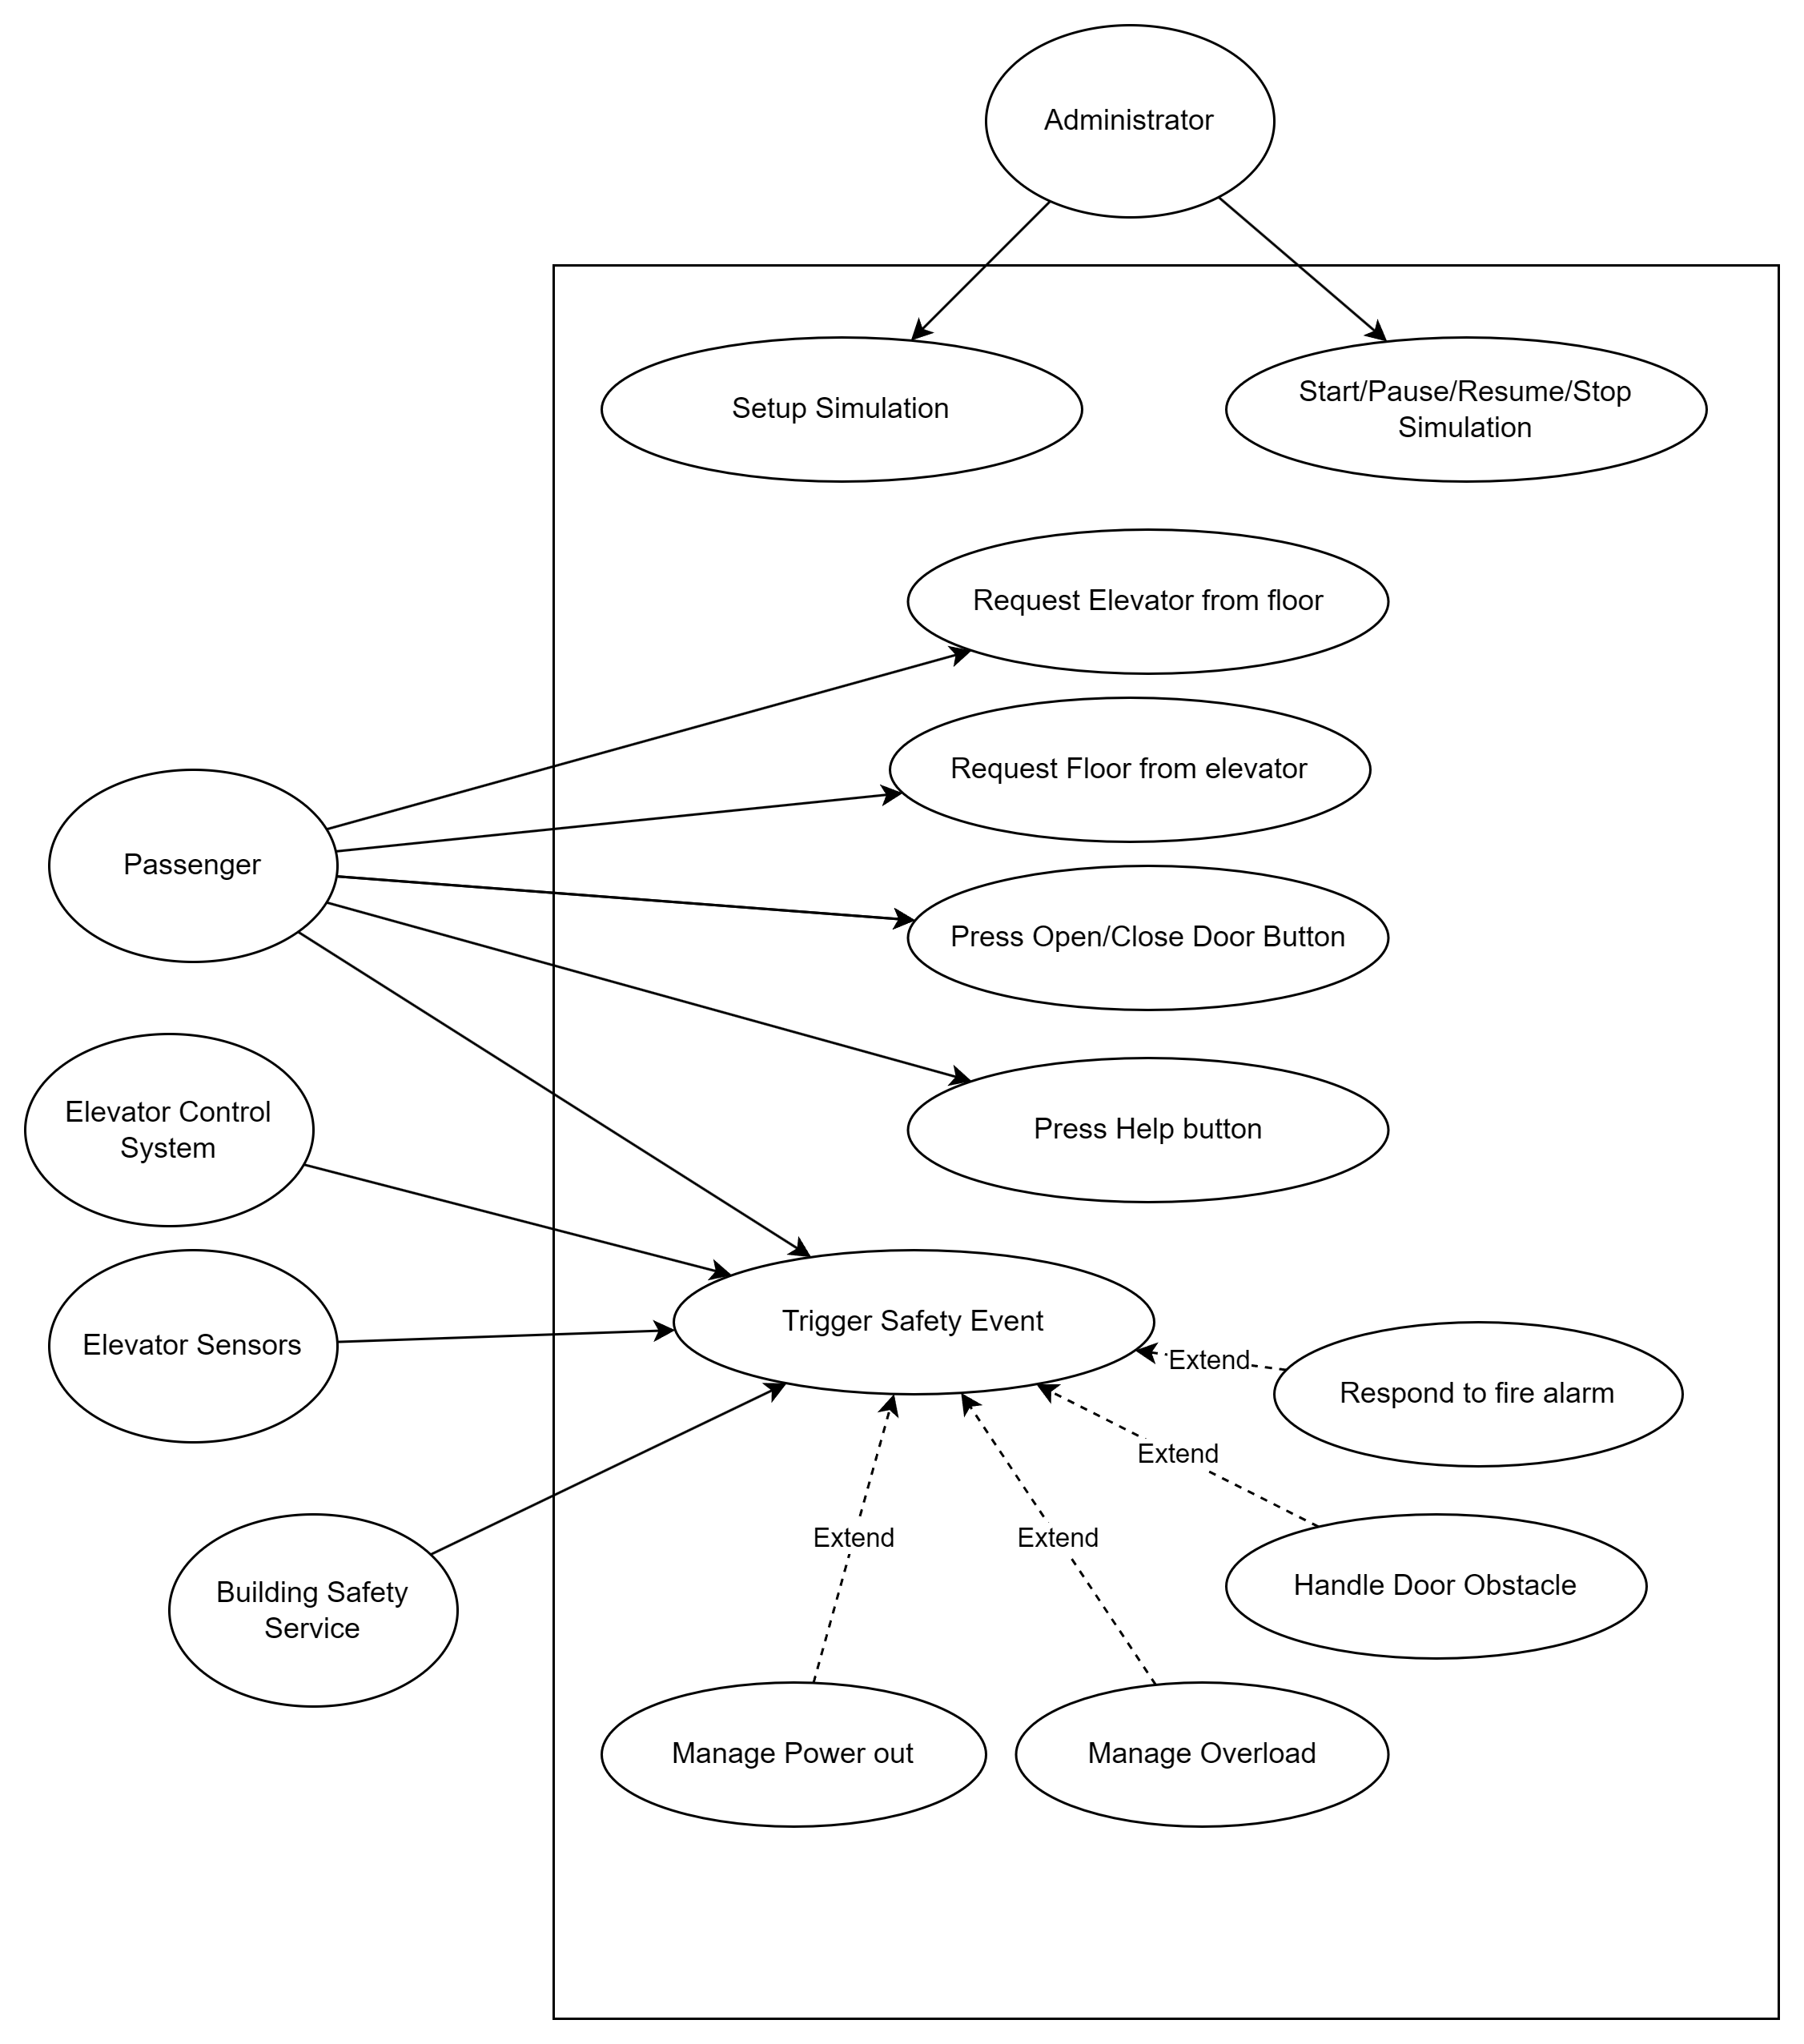 Administrator
Setup Simulation
Start/Pause/Resume/Stop
Simulation
Request Elevator from floor
Request Floor from elevator
Passenger
Press Open/Close Door Button
Elevator Control
System
Press Help button
Trigger Safety Event
Elevator Sensors
Extend
Respond to fire alarm
Extend
Extend
Extend
Handle Door Obstacle
Building Safety
Service
Manage Power out
Manage Overload